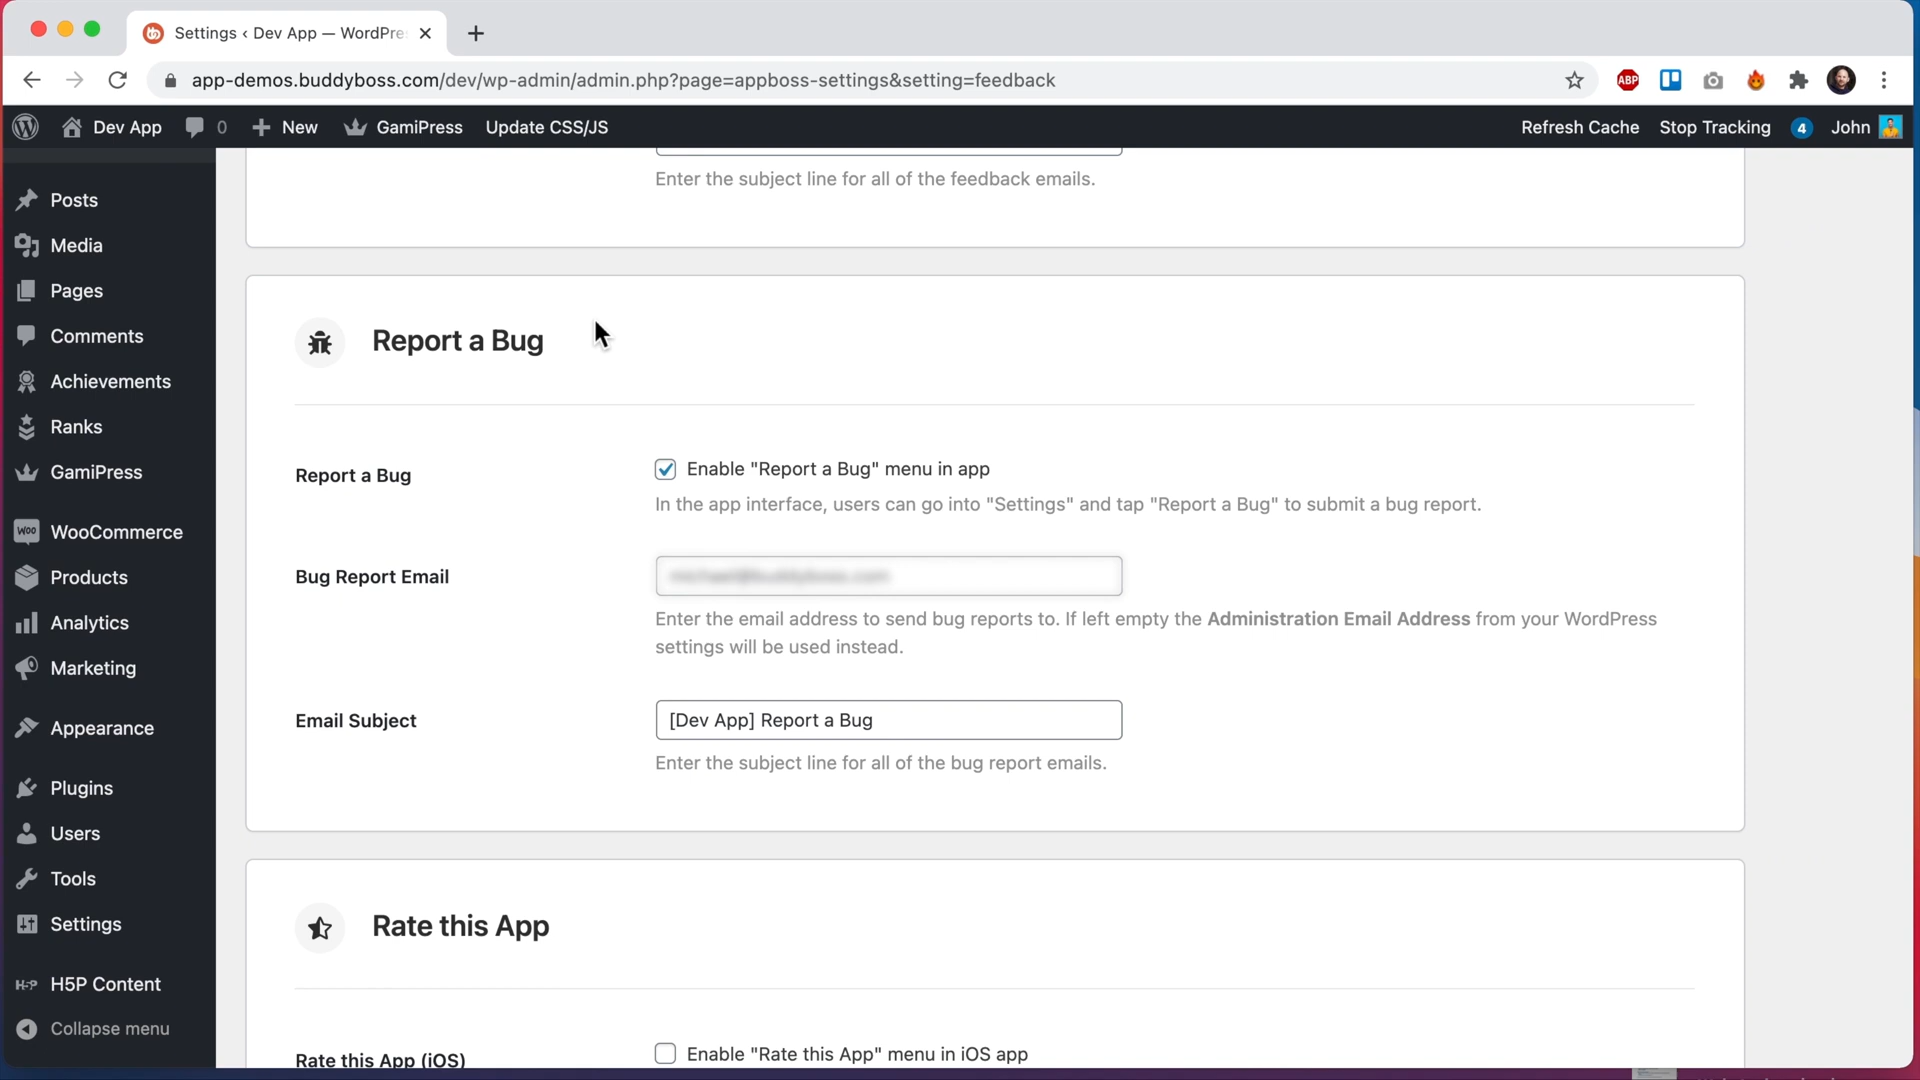 Settings ‹ Dev App — WordPre
app-demos.buddyboss.com/dev/wp-admin/admin.php?page=appboss-settings&setting=feedback
ABP
Dev App 0 New GamiPress Update CSS/JS Refresh Cache Stop Tracking 4 John
Posts
Media
Pages
Comments
Achievements
Ranks
GamiPress
WOO WooCommerce
Products
Analytics
Marketing
Appearance
Plugins
Users
Tools
Settings
H5P H5P Content
Collapse menu
Enter the subject line for all of the feedback emails.
Report a Bug
Report a Bug
Enable "Report a Bug" menu in app
In the app interface, users can go into "Settings" and tap "Report a Bug" to submit a bug report.
Bug Report Email
Enter the email address to send bug reports to. If left empty the Administration Email Address from your WordPress
settings will be used instead.
Email Subject
[Dev App] Report a Bug
Enter the subject line for all of the bug report emails.
Rate this App
Rate this App (iOS)
Enable "Rate this App" menu in iOS app